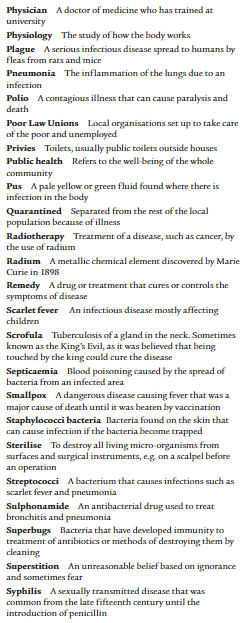 Physician A doctor of medicine who has trained at
university
Physiology The study of how the body works
Plague A serious infectious disease spread to humans by
fleas from rats and mice
Pneumonia The inflammation of the lungs due to an
infection
Polio A contagious illness that can cause paralysis and
death
Poor Law Unions Local organisations set up to take care
of the poor and unemployed
Privies Toilets, usually public toilets outside houses
Public health Refers to the well-being of the whole
community
Pus A pale yellow or green fluid found where there is
infection in the body
Quarantined Separated from the rest of the local
population because of illness
Radiotherapy Treatment of a disease, such as cancer, by
the use of radium
Radium A metallic chemical element discovered by Marie
Curie in 1898
Remedy A drug or treatment that cures or controls the
symptoms of disease
Scarlet fever An infectious disease mostly affecting
children
Scrofula Tuberculosis of a gland in the neck. Sometimes
known as the King's Evil, as it was believed that being
touched by the king could cure the disease
Septicaemia Blood poisoning caused by the spread of
bacteria from an infected area
Smallpox A dangerous disease causing fever that was a
major cause of death until it was beaten by vaccination
Staphylococci bacteria Bacteria found on the skin that
can cause infection if the bacteria become trapped
Sterilise To destroy all living micro-organisms from
surfaces and surgical instruments, e.g. on a scalpel before
an operation
Streptococci A bacterium that causes infections such as
scarlet fever and pneumonia
Sulphonamide An antibacterial drug used to treat
bronchitis and pneumonia
Superbugs Bacteria that have developed immunity to
treatment of antibiotics or methods of destroying them by
cleaning
Superstition An unreasonable belief based on ignorance
and sometimes fear
Syphilis A sexually transmitted disease that was
common from the late fifteenth century until the
introduction of penicillin